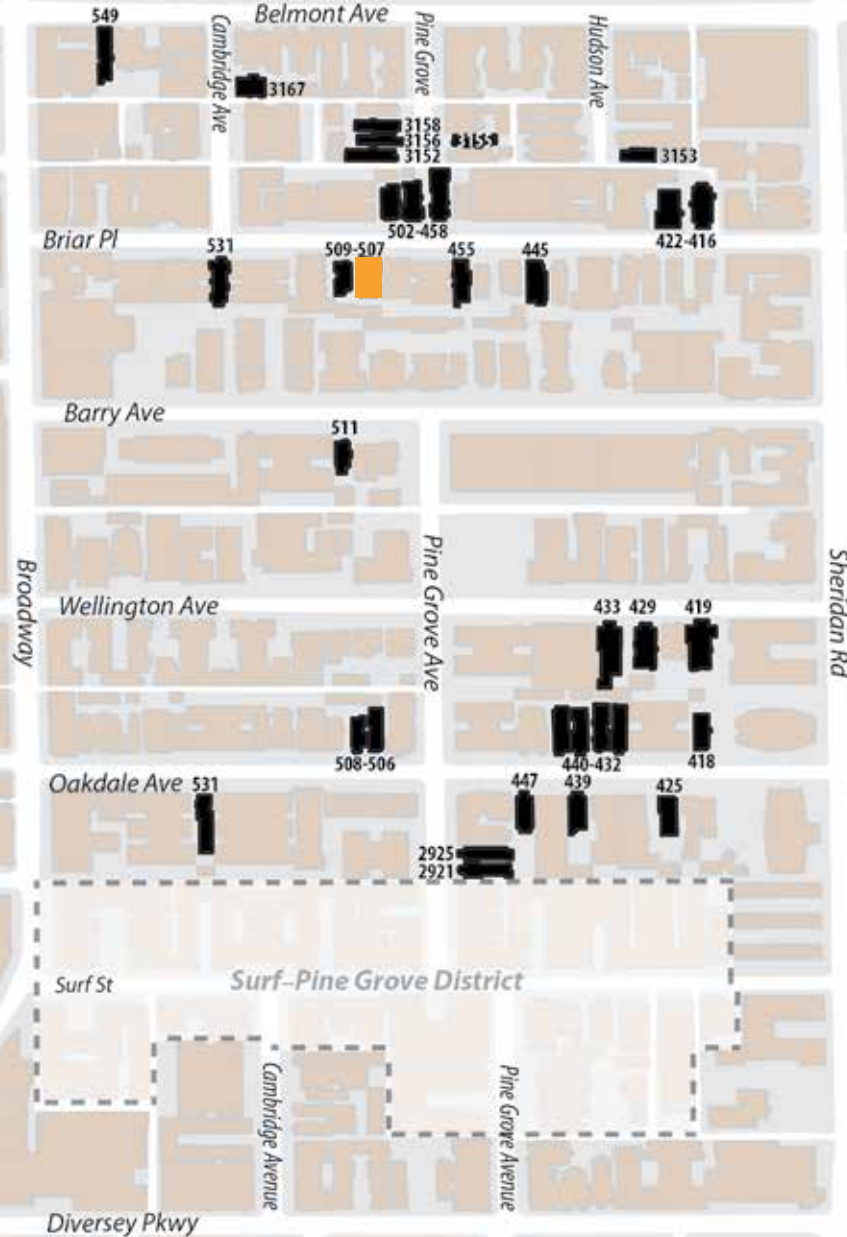 549
Belmont Ave
Cambridge Ave
Pine Grove
Hudson Ave
3167
3158
3156
3152
3153
502-458
422-416
Briar Pl
531
509-507
455
445
Barry Ave
511
Broadway
Pine Grove Ave
Sheridan Rd
Wellington Ave
433
429
419
508-506
440-432
418
Oakdale Ave
531
447
439
425
2925
2921
Surf St
Surf–Pine Grove District
Cambridge Avenue
Pine Grove Avenue
Diversey Pkwy